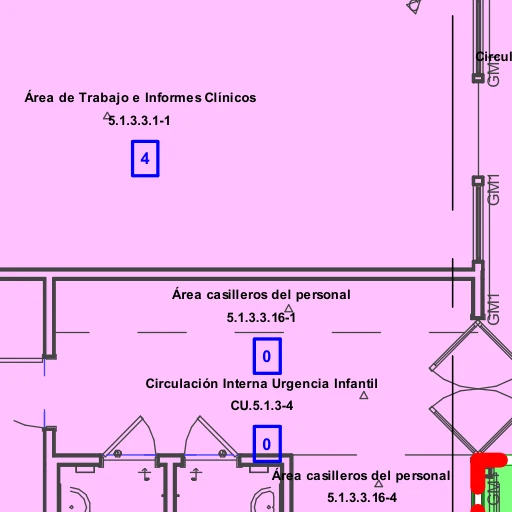 Circul
GM1
Área de Trabajo e Informes Clínicos
5.1.3.3.1-1
4
GM1
Área casilleros del personal
5.1.3.3.16-1
GM1
0
Circulación Interna Urgencia Infantil
CU.5.1.3-4
0
Área casilleros del personal
5.1.3.3.16-4